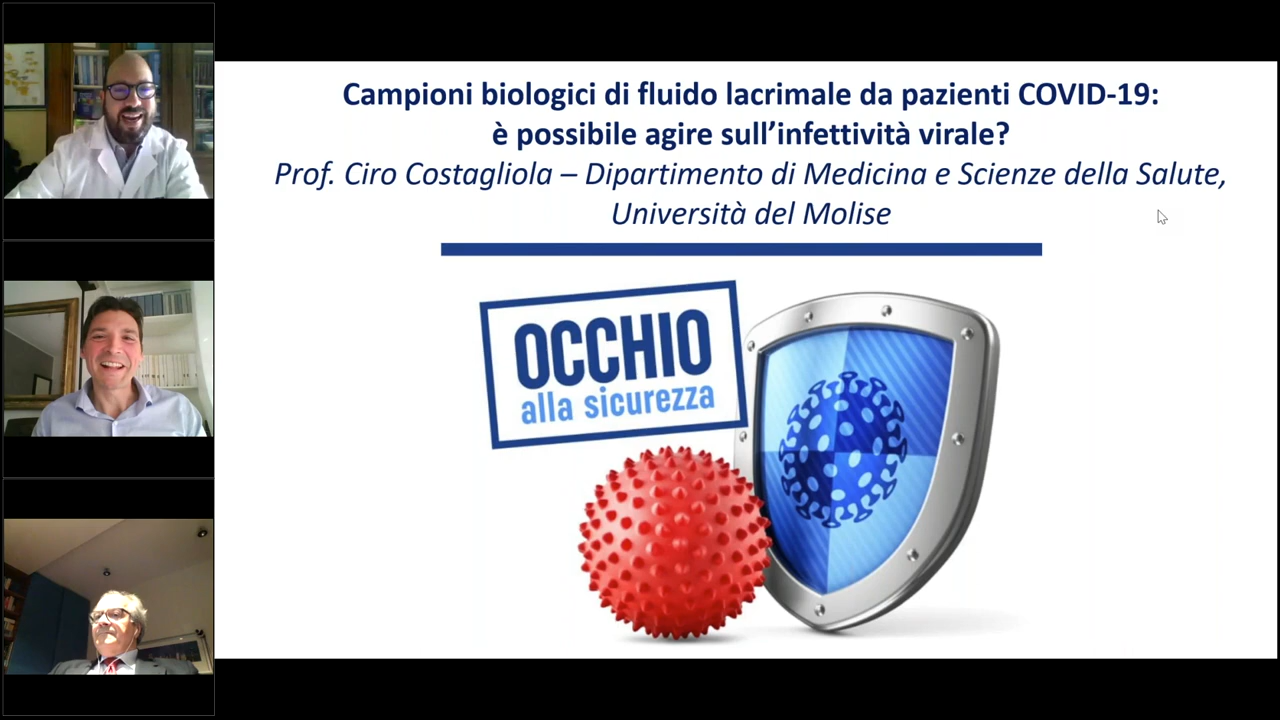 Campioni biologici di fluido lacrimale da pazienti COVID-19:
è possibile agire sull’infettività virale?
Prof. Ciro Costagliola – Dipartimento di Medicina e Scienze della Salute,
Università del Molise
OCCHIO
alla sicurezza